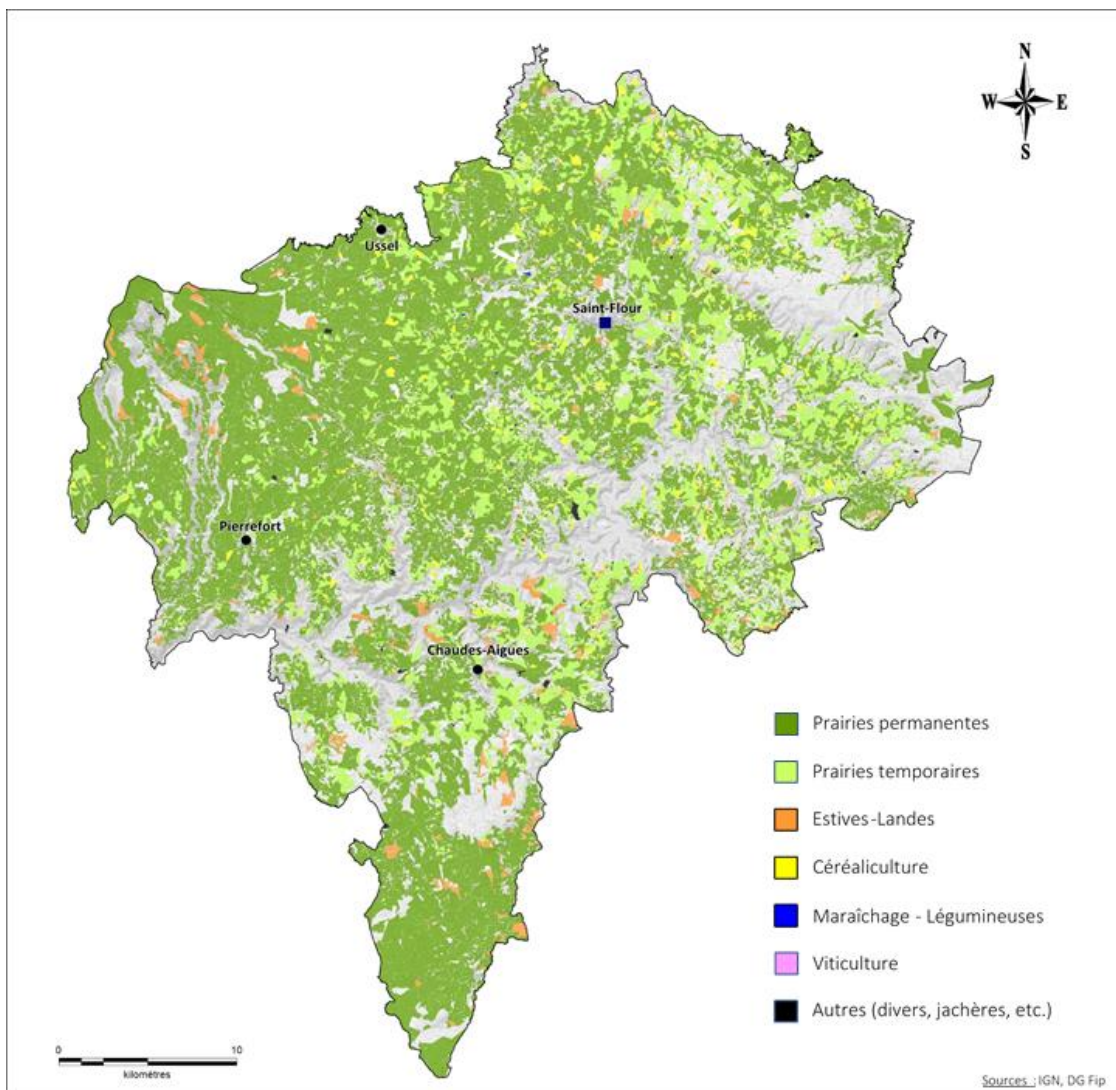 N
W E
S
Ussel
Saint-Flour
Pierrefort
Chaudes-Aigues
Prairies permanentes
Prairies temporaires
Estives-Landes
Céréaliculture
Maraîchage - Légumineuses
Viticulture
Autres (divers, jachères, etc.)
0 10
kilomètres
Sources : IGN, DG Fip